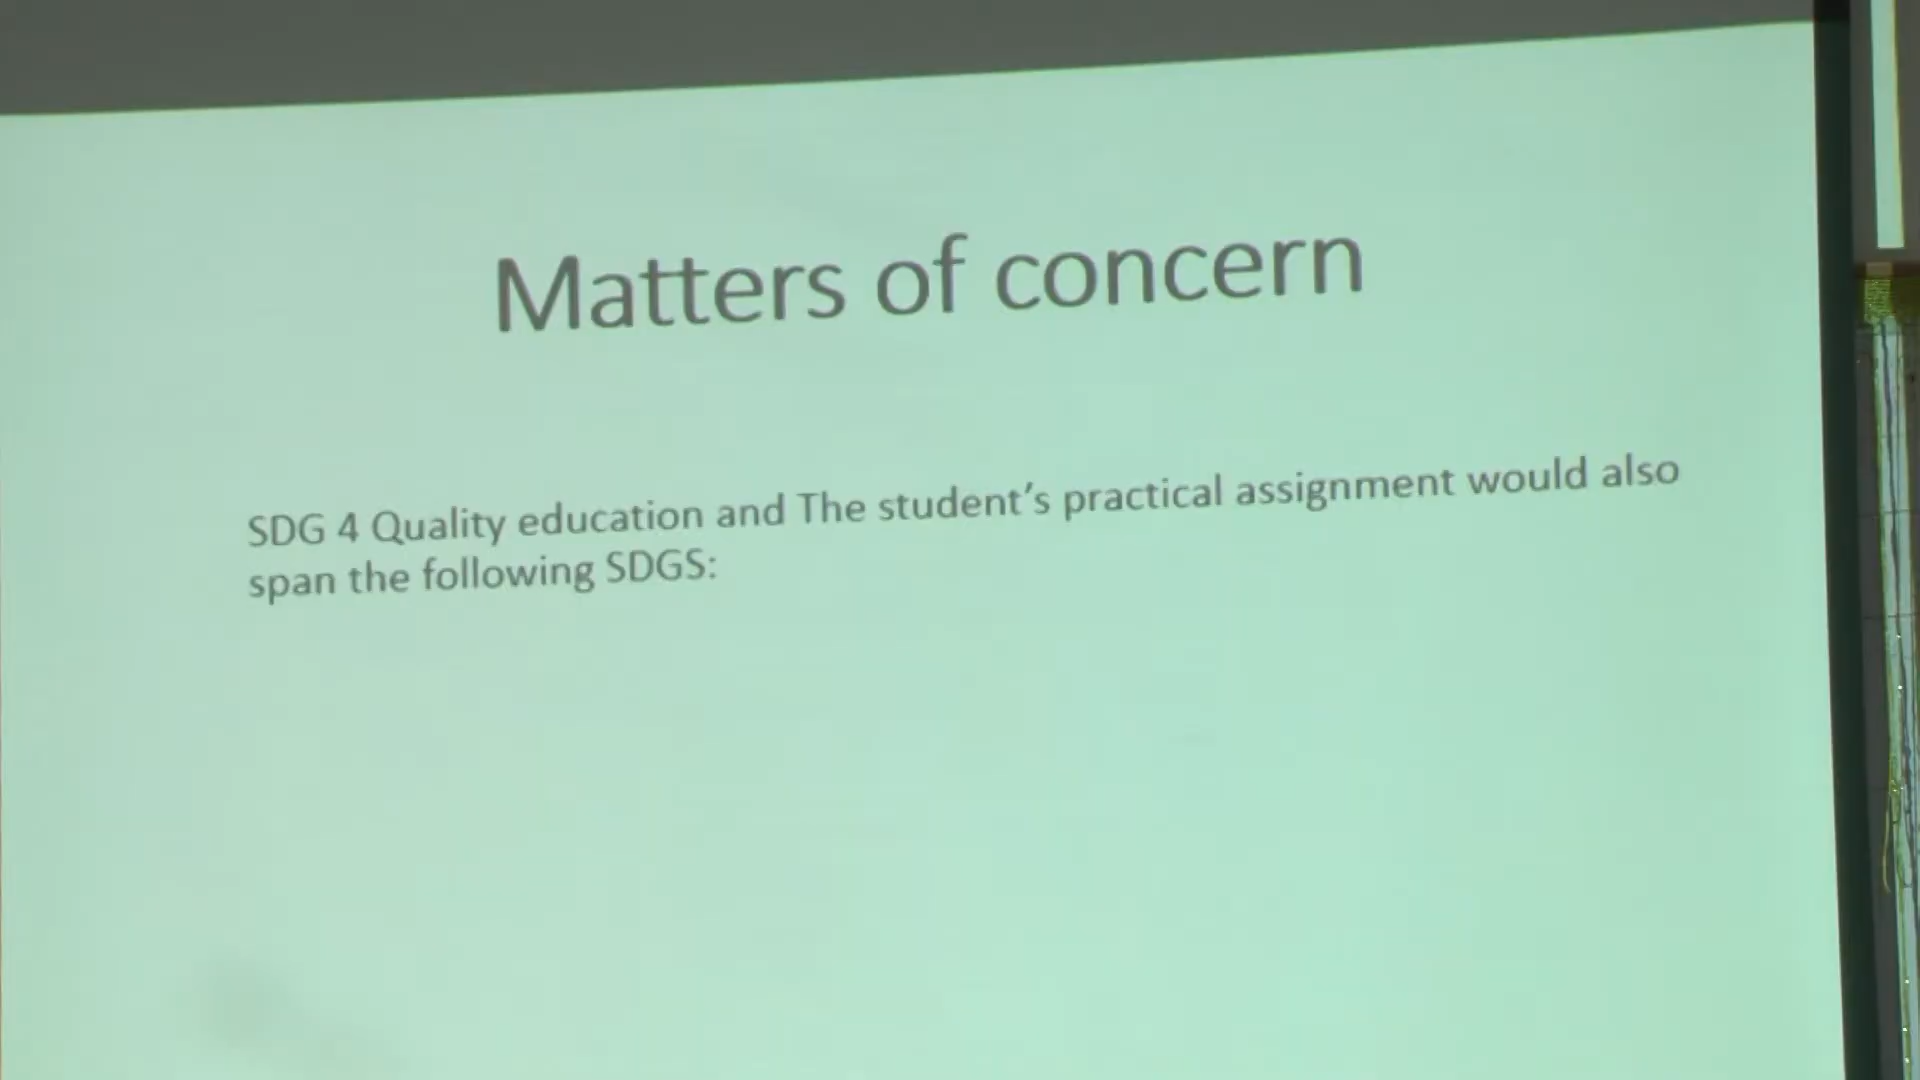 Matters of concern
SDG 4 Quality education and The student’s practical assignment would also
span the following SDGS: